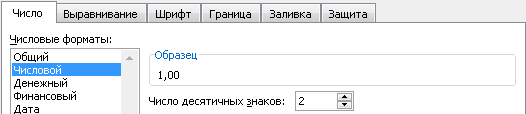 Число Выравнивание Шрифт Граница Заливка Защита
Числовые форматы:
Общий
Числовой
Денежный
Финансовый
Дата
Образец
1,00
Число десятичных знаков: 2